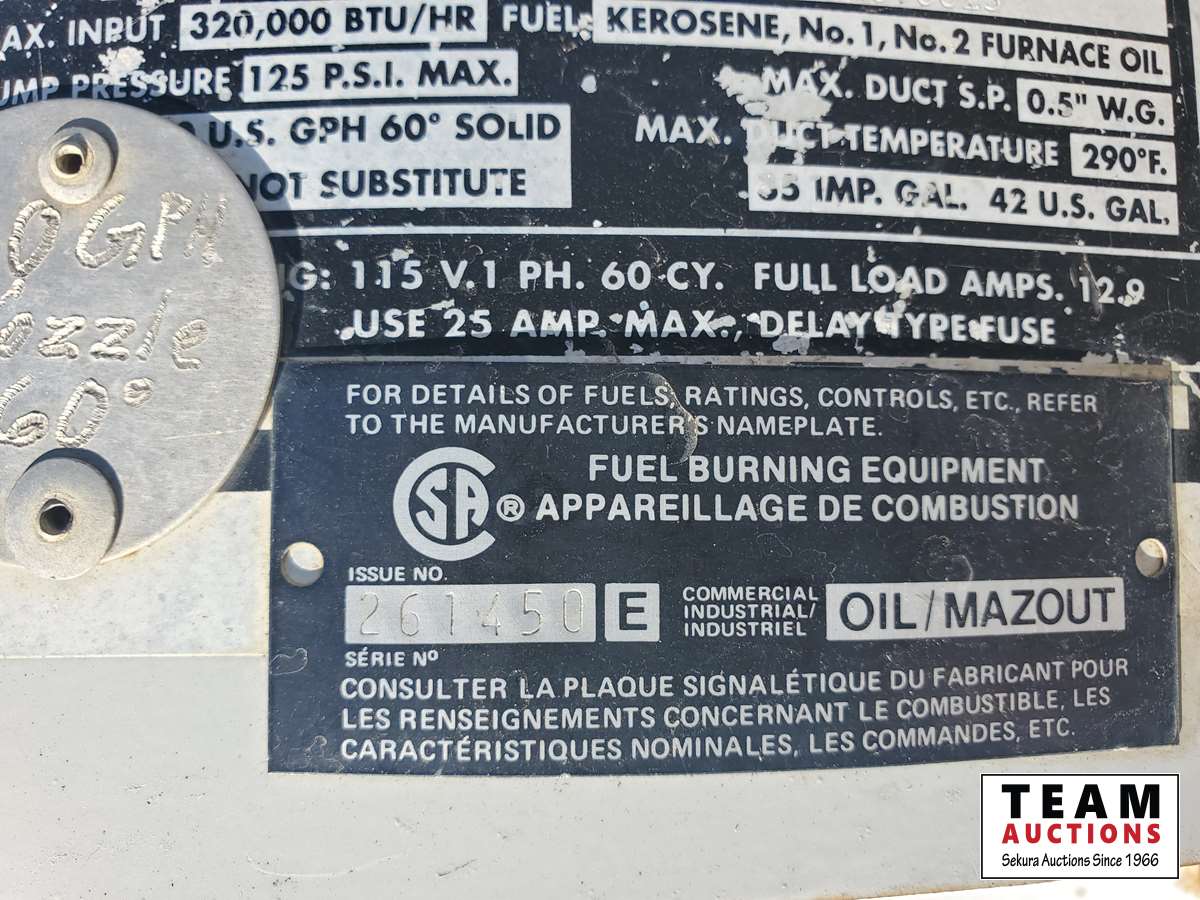 MAX. INPUT 320,000 BTU/HR FUEL: KEROSENE, No. 1, No. 2 FURNACE OIL
PUMP PRESSURE 125 P.S.I. MAX.
MAX. DUCT S.P. 0.5" W.G.
U.S. GPH 60° SOLID
MAX. DUCT TEMPERATURE 290°F.
NOT SUBSTITUTE
35 IMP. GAL. 42 U.S. GAL.
GPH
Nozzle
60°
115 V. 1 PH. 60 CY. FULL LOAD AMPS. 12.9
USE 25 AMP. MAX., DELAY TYPE FUSE
FOR DETAILS OF FUELS, RATINGS, CONTROLS, ETC., REFER
TO THE MANUFACTURER'S NAMEPLATE.
CSA ®
FUEL BURNING EQUIPMENT
APPAREILLAGE DE COMBUSTION
ISSUE NO.
261450 E
COMMERCIAL
INDUSTRIAL/
INDUSTRIEL
OIL/MAZOUT
SÉRIE Nº
CONSULTER LA PLAQUE SIGNALÉTIQUE DU FABRICANT POUR
LES RENSEIGNEMENTS CONCERNANT LE COMBUSTIBLE, LES
CARACTÉRISTIQUES NOMINALES, LES COMMANDES, ETC.
TEAM
AUCTIONS
Sekura Auctions Since 1966